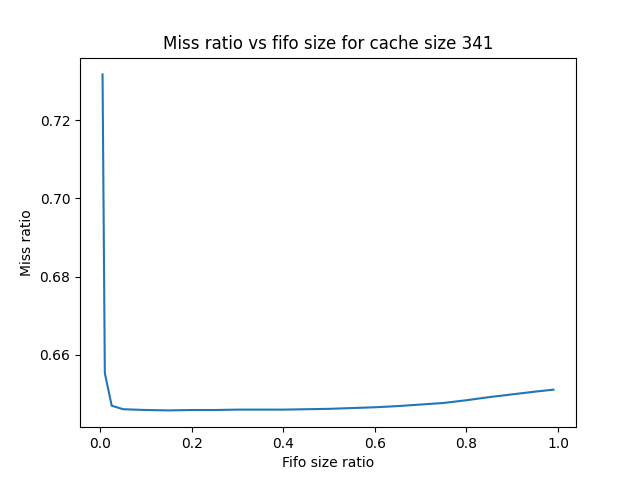 Miss ratio vs fifo size for cache size 341
Miss ratio
0.72
0.70
0.68
0.66
0.0 0.2 0.4 0.6 0.8 1.0
Fifo size ratio